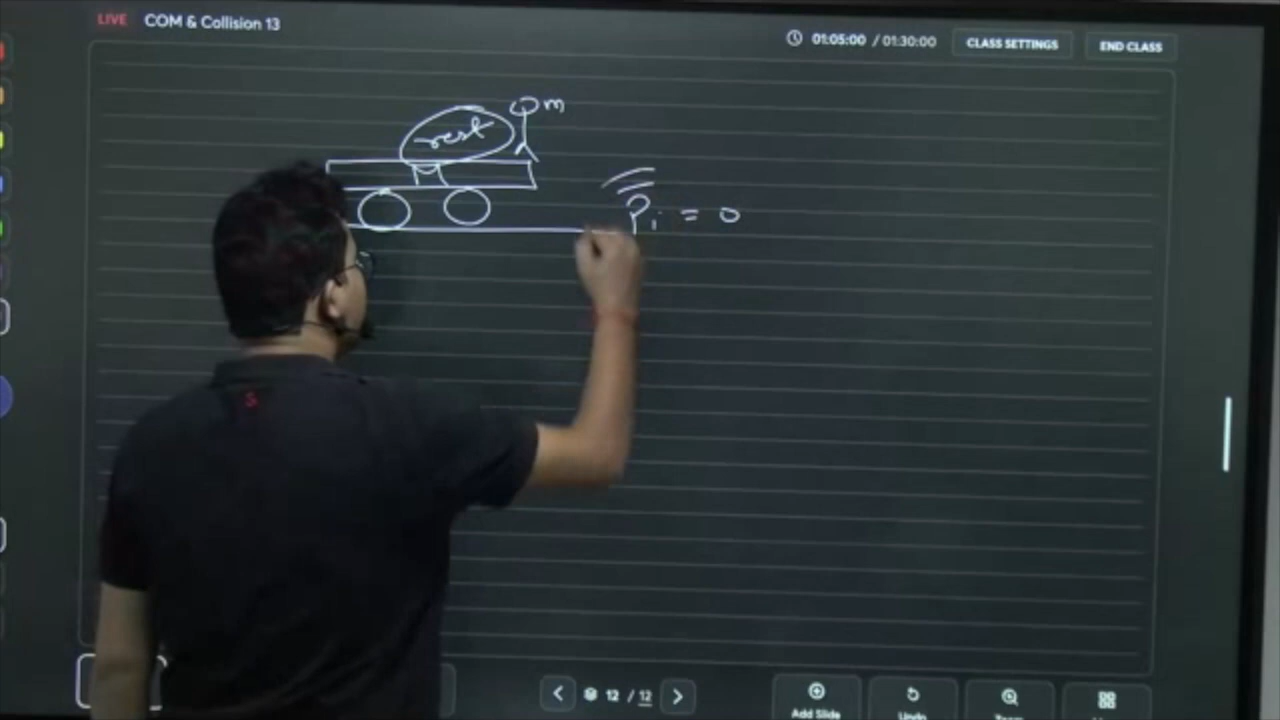 LIVE COM & Collision 13
01:05:00 / 01:30:00 CLASS SETTINGS END CLASS
m
rest
M
Pi = 0
S
12 / 12
Add Slide Undo